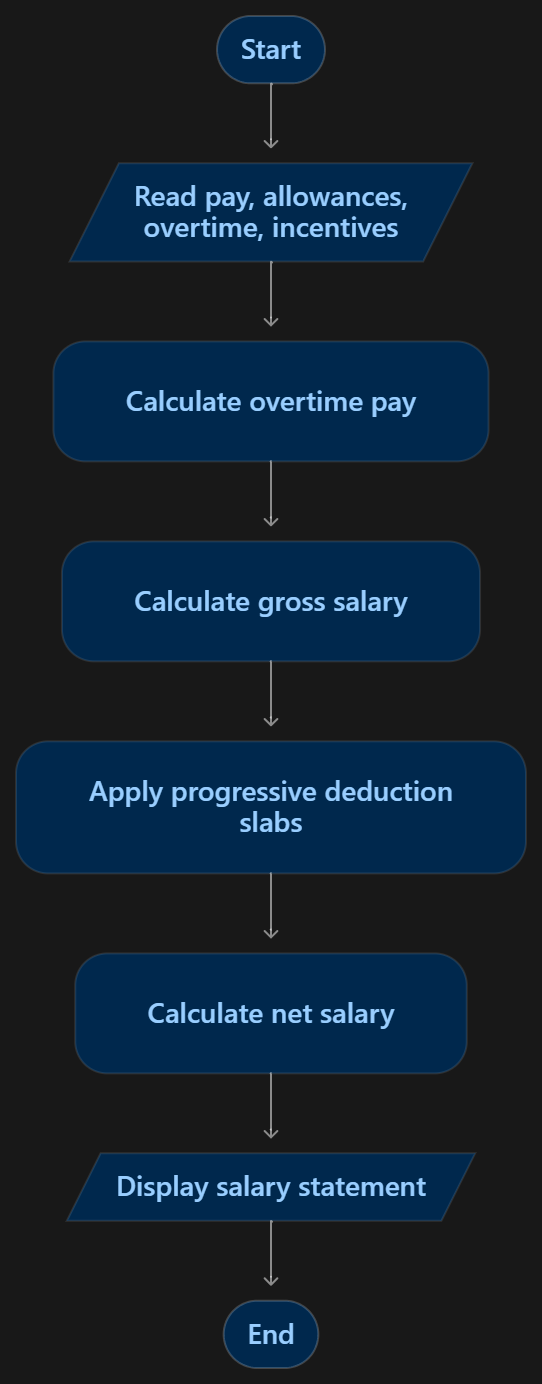 Start
Read pay, allowances,
overtime, incentives
Calculate overtime pay
Calculate gross salary
Apply progressive deduction
slabs
Calculate net salary
Display salary statement
End